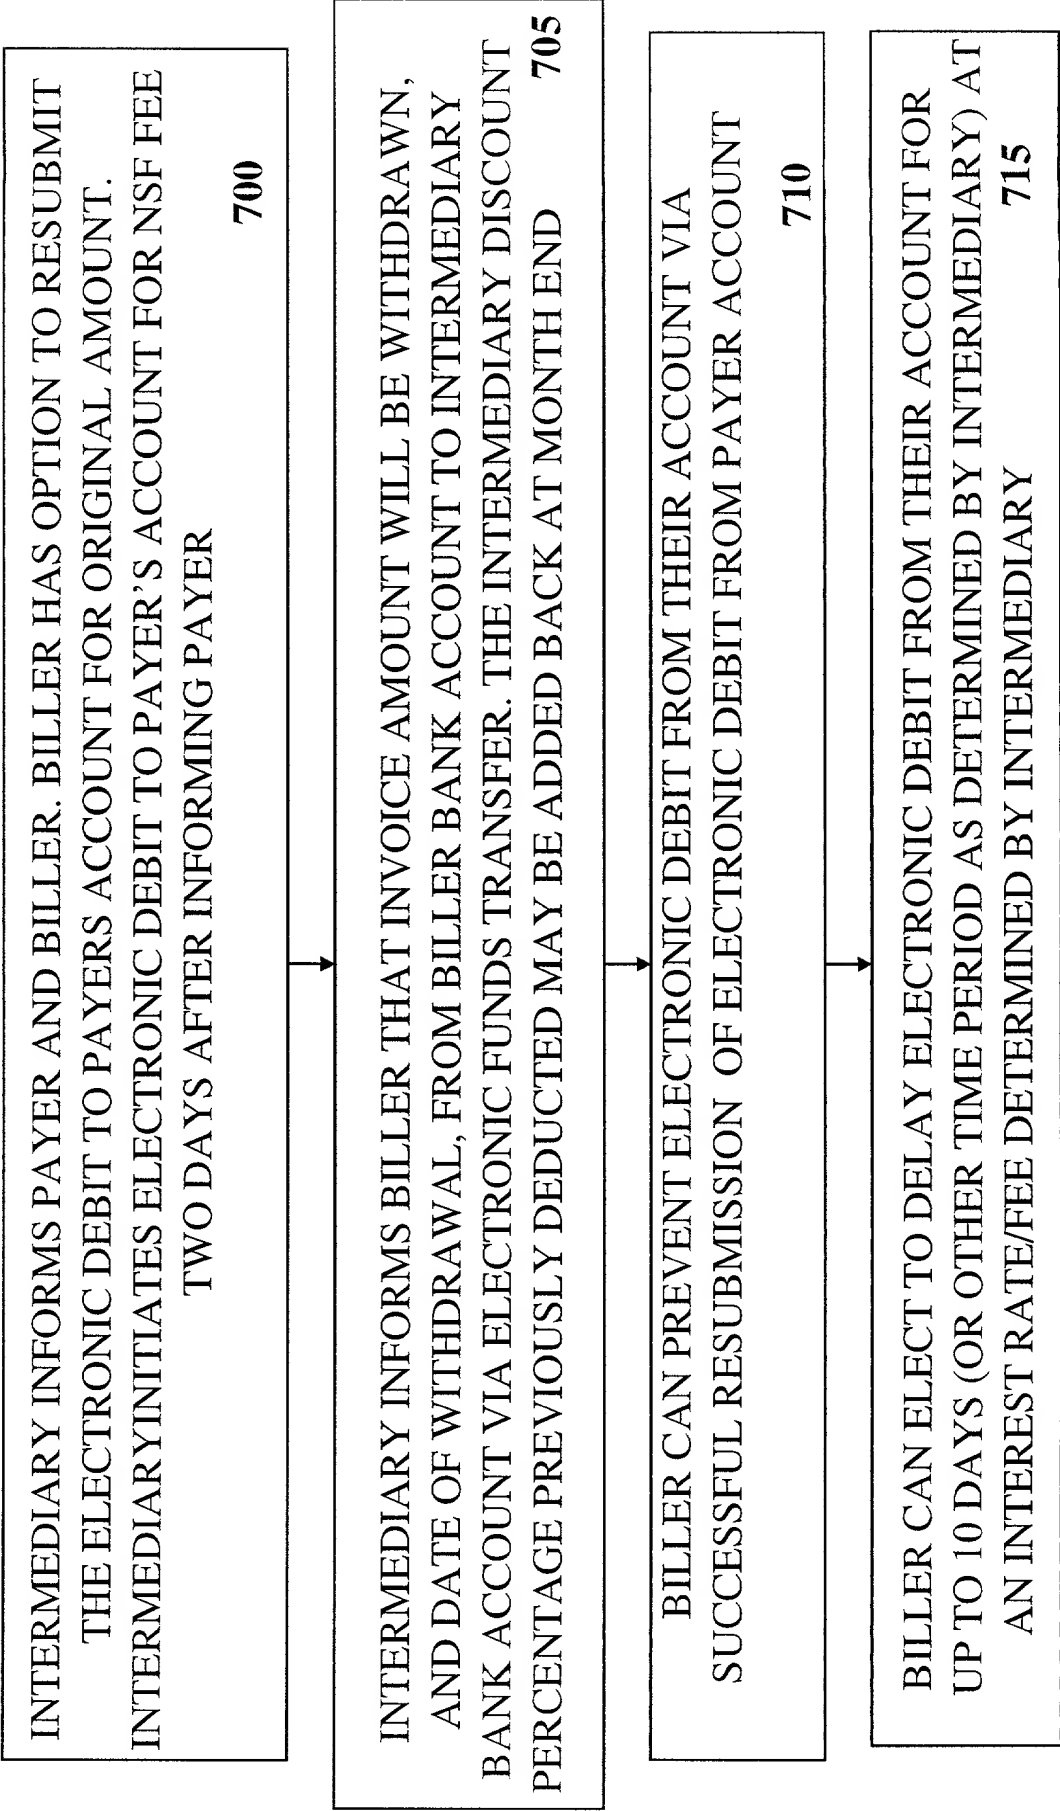 INTERMEDIARY INFORMS PAYER AND BILLER. BILLER HAS OPTION TO RESUBMIT
THE ELECTRONIC DEBIT TO PAYERS ACCOUNT FOR ORIGINAL AMOUNT.
INTERMEDIARYINITIATES ELECTRONIC DEBIT TO PAYER'S ACCOUNT FOR NSF FEE
TWO DAYS AFTER INFORMING PAYER
700
INTERMEDIARY INFORMS BILLER THAT INVOICE AMOUNT WILL BE WITHDRAWN,
AND DATE OF WITHDRAWAL, FROM BILLER BANK ACCOUNT TO INTERMEDIARY
BANK ACCOUNT VIA ELECTRONIC FUNDS TRANSFER. THE INTERMEDIARY DISCOUNT
PERCENTAGE PREVIOUSLY DEDUCTED MAY BE ADDED BACK AT MONTH END 705
BILLER CAN PREVENT ELECTRONIC DEBIT FROM THEIR ACCOUNT VIA
SUCCESSFUL RESUBMISSION OF ELECTRONIC DEBIT FROM PAYER ACCOUNT
710
BILLER CAN ELECT TO DELAY ELECTRONIC DEBIT FROM THEIR ACCOUNT FOR
UP TO 10 DAYS (OR OTHER TIME PERIOD AS DETERMINED BY INTERMEDIARY) AT
AN INTEREST RATE/FEE DETERMINED BY INTERMEDIARY 715